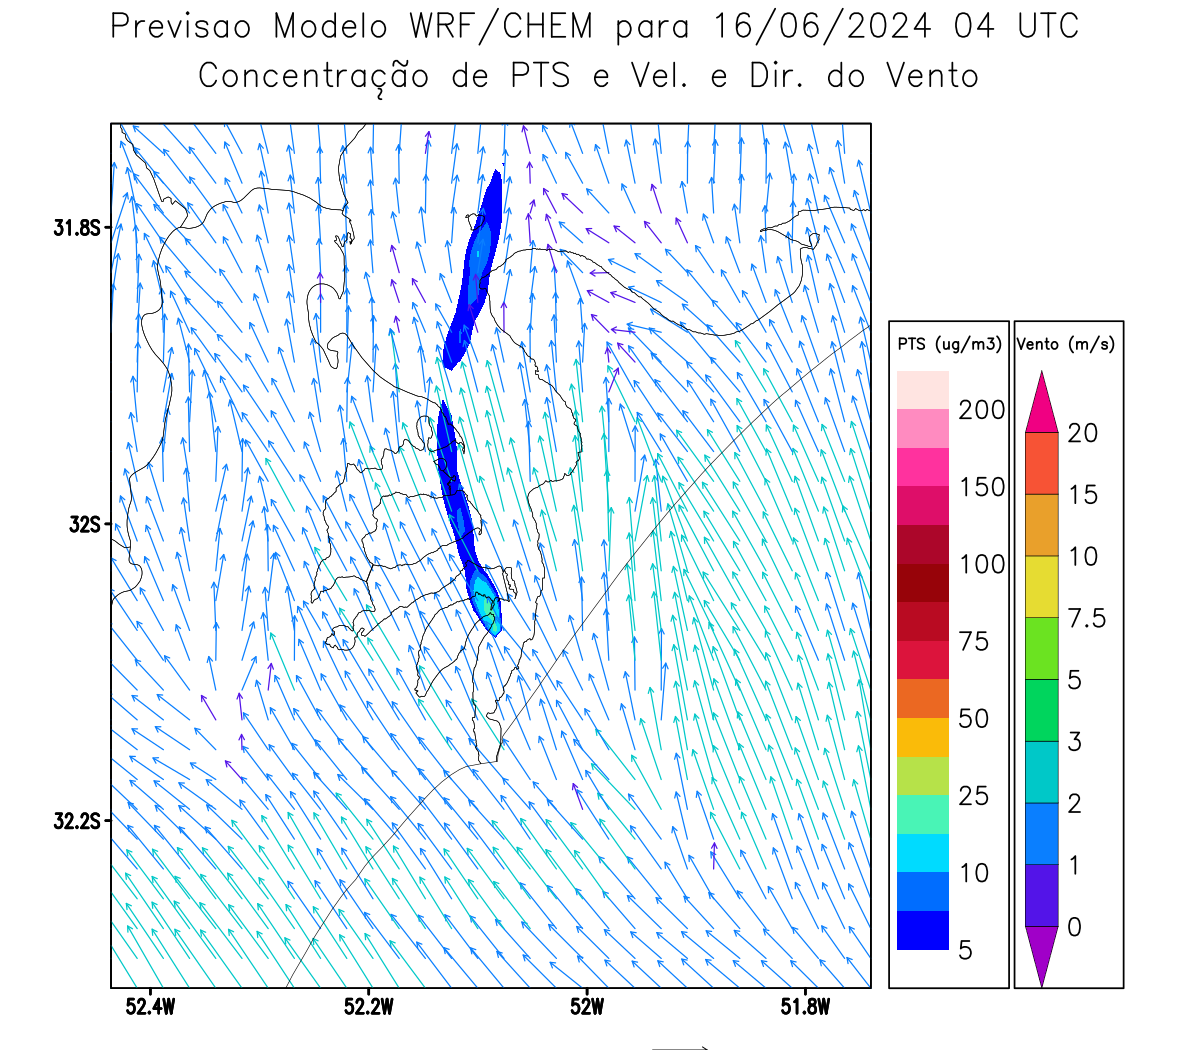 Previsao Modelo WRF/CHEM para 16/06/2024 04 UTC
Concentração de PTS e Vel. e Dir. do Vento
31.8S
32S
32.2S
52.4W 52.2W 52W 51.8W
PTS (ug/m3)
200
150
100
75
50
25
10
5
Vento (m/s)
20
15
10
7.5
5
3
2
1
0